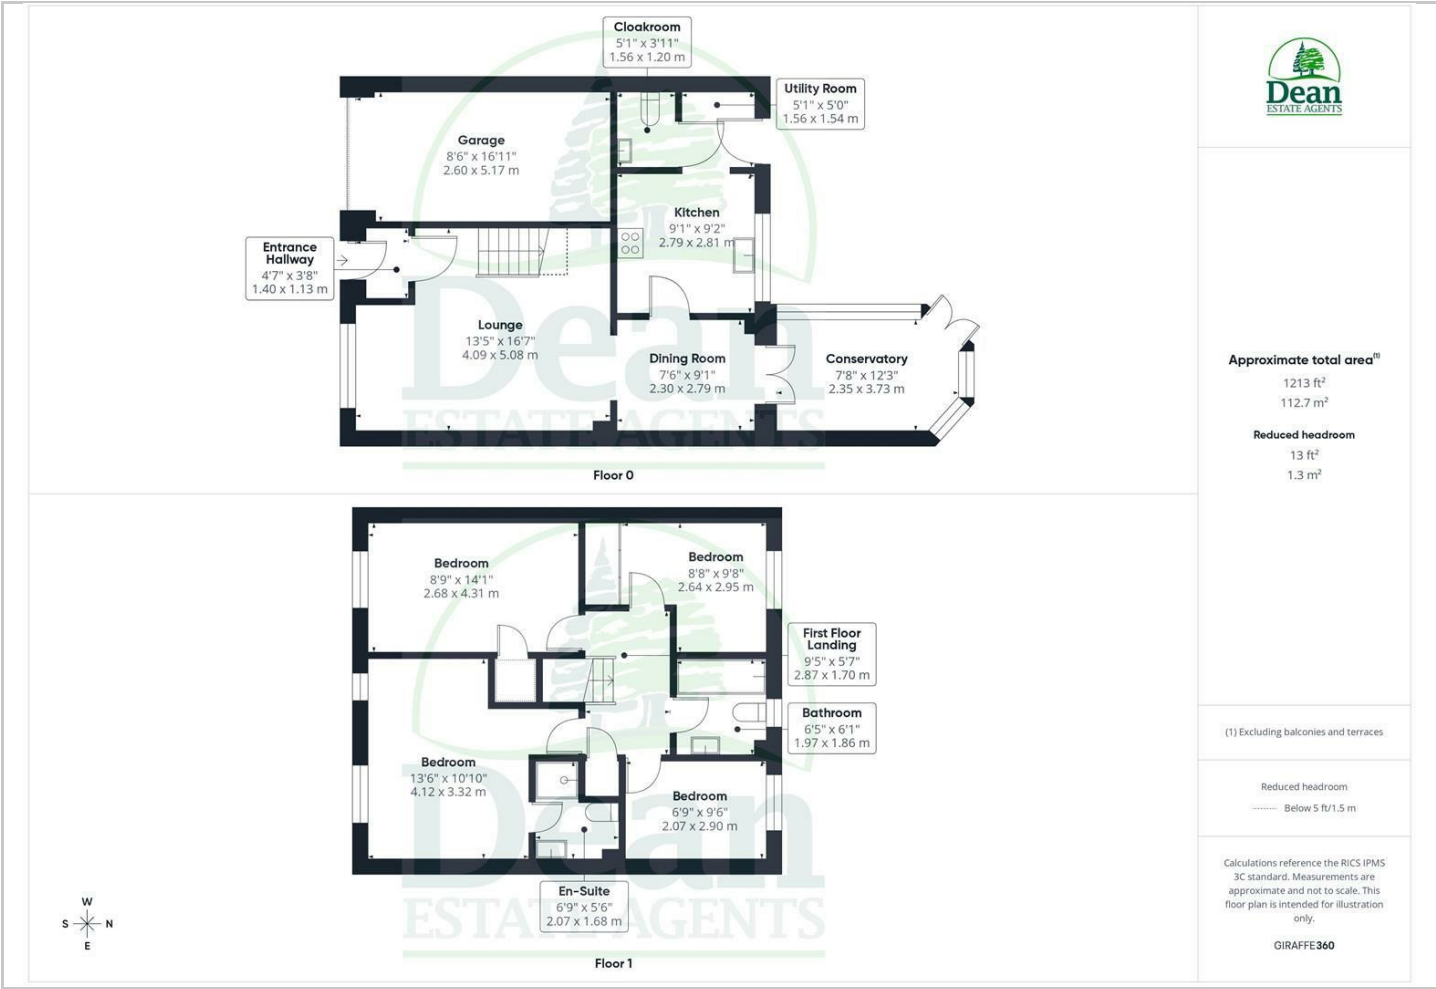 Cloakroom
5'1" x 3'11"
1.56 x 1.20 m
Utility Room
5'1" x 5'0"
1.56 x 1.54 m
Garage
8'6" x 16'11"
2.60 x 5.17 m
Kitchen
9'1" x 9'2"
2.79 x 2.81 m
Entrance
Hallway
4'7" x 3'8"
1.40 x 1.13 m
Lounge
13'5" x 16'7"
4.09 x 5.08 m
Dining Room
7'6" x 9'1"
2.30 x 2.79 m
Conservatory
7'8" x 12'3"
2.35 x 3.73 m
Dean
ESTATE AGENTS
Floor 0
Bedroom
8'9" x 14'1"
2.68 x 4.31 m
Bedroom
8'8" x 9'8"
2.64 x 2.95 m
First Floor
Landing
9'5" x 5'7"
2.87 x 1.70 m
Bathroom
6'5" x 6'1"
1.97 x 1.86 m
Bedroom
13'6" x 10'10"
4.12 x 3.32 m
Bedroom
6'9" x 9'6"
2.07 x 2.90 m
En-Suite
6'9" x 5'6"
2.07 x 1.68 m
Dean
ESTATE AGENTS
Floor 1
W
S N
E
Dean
ESTATE AGENTS
Approximate total area(1)
1213 ft²
112.7 m²
Reduced headroom
13 ft²
1.3 m²
(1) Excluding balconies and terraces
Reduced headroom
Below 5 ft/1.5 m
Calculations reference the RICS IPMS
3C standard. Measurements are
approximate and not to scale. This
floor plan is intended for illustration
only.
GIRAFFE360